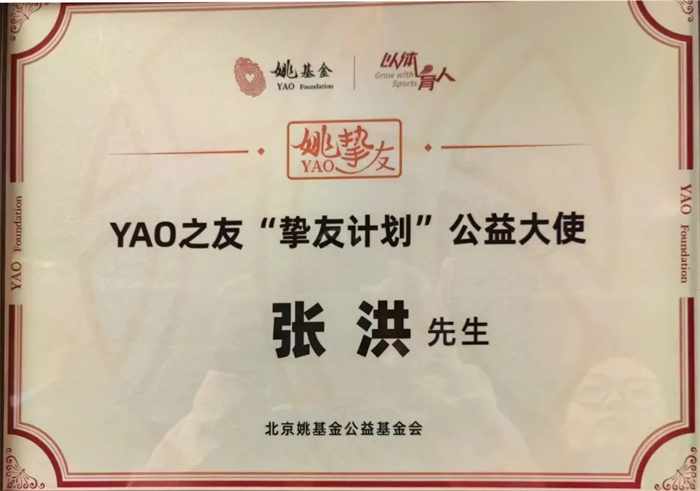 姚基金
YAO Foundation
以体育人
Grow with
Sports
姚挚友
YAO
YAO之友“挚友计划”公益大使
张洪 先生
北京姚基金公益基金会
YAO Foundation
YAO Foundation